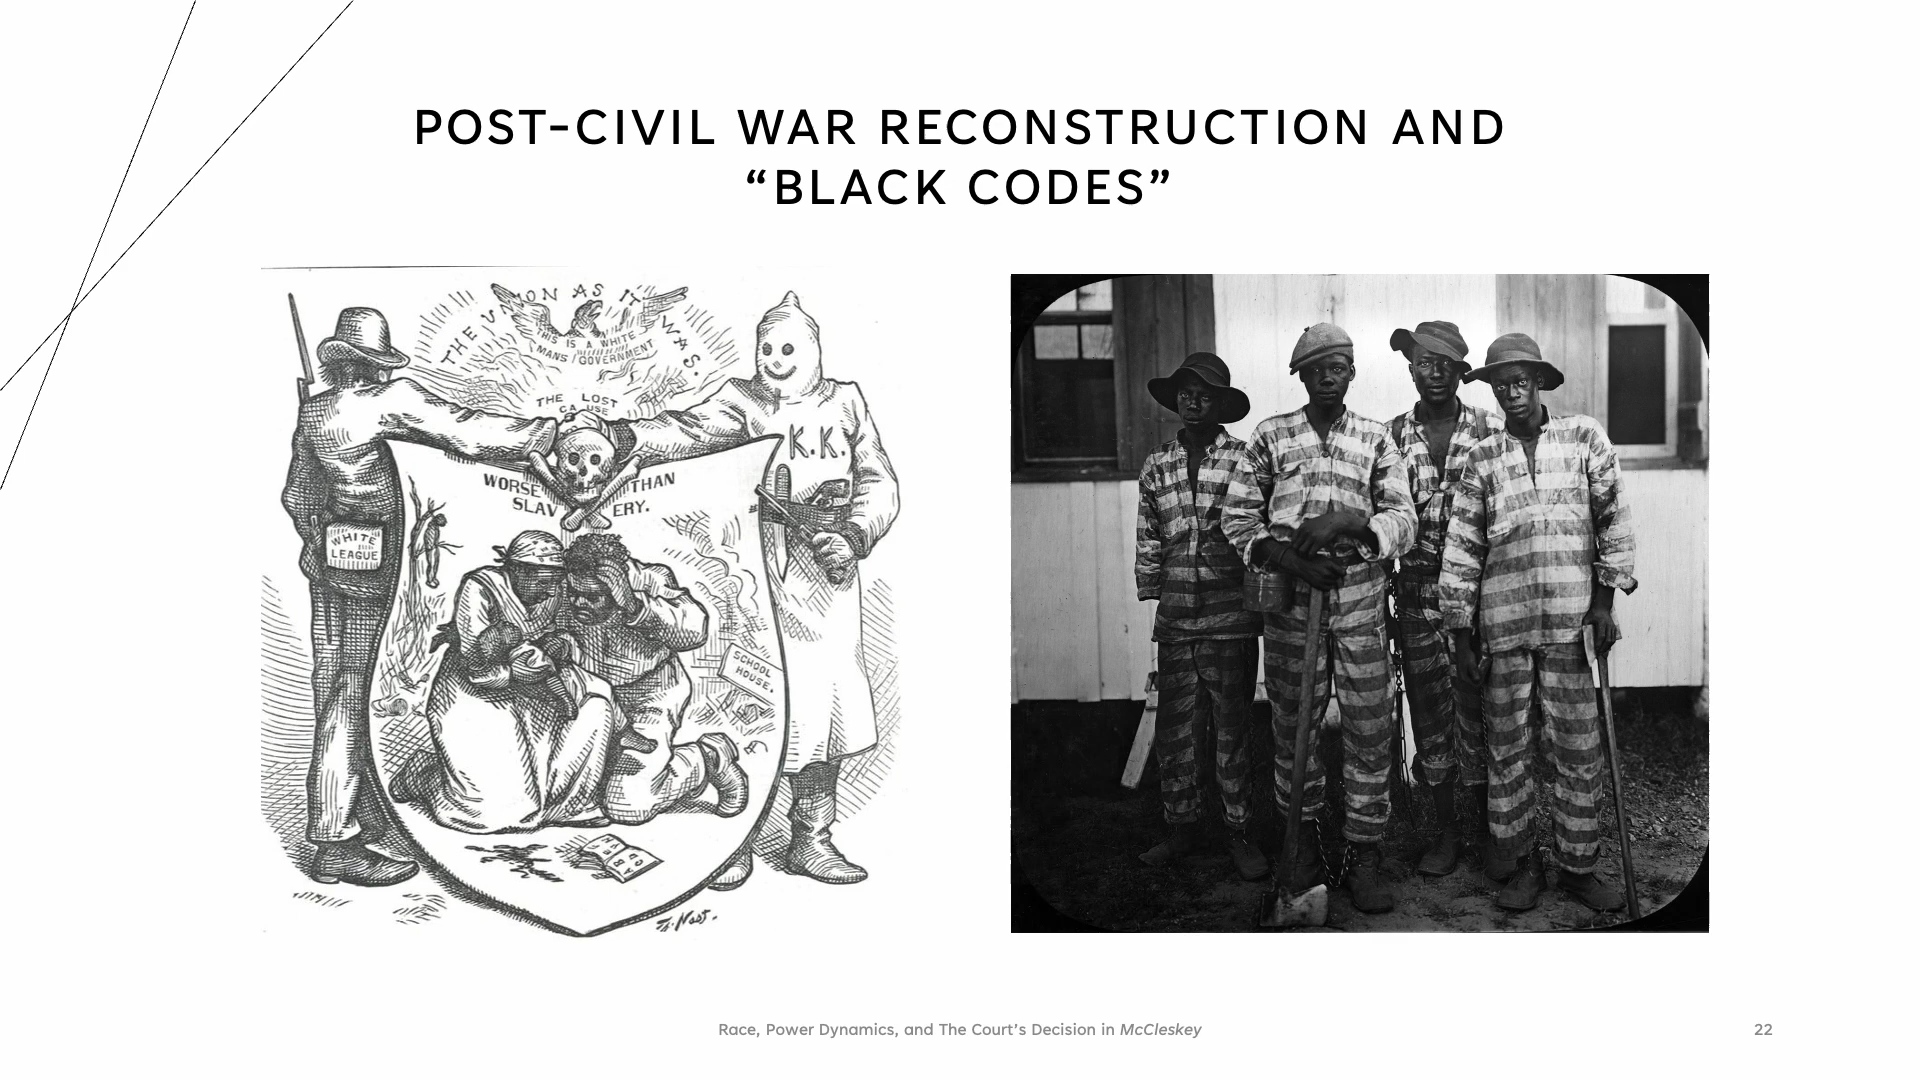 POST-CIVIL WAR RECONSTRUCTION AND
“BLACK CODES”
THE UNION AS IT WAS.
THIS IS A WHITE
MANS GOVERNMENT
THE LOST
CAUSE
K.K.
WORSE THAN
SLAVERY.
WHITE
LEAGUE
SCHOOL
HOUSE.
Th. Nast.
Race, Power Dynamics, and The Court’s Decision in McCleskey
22